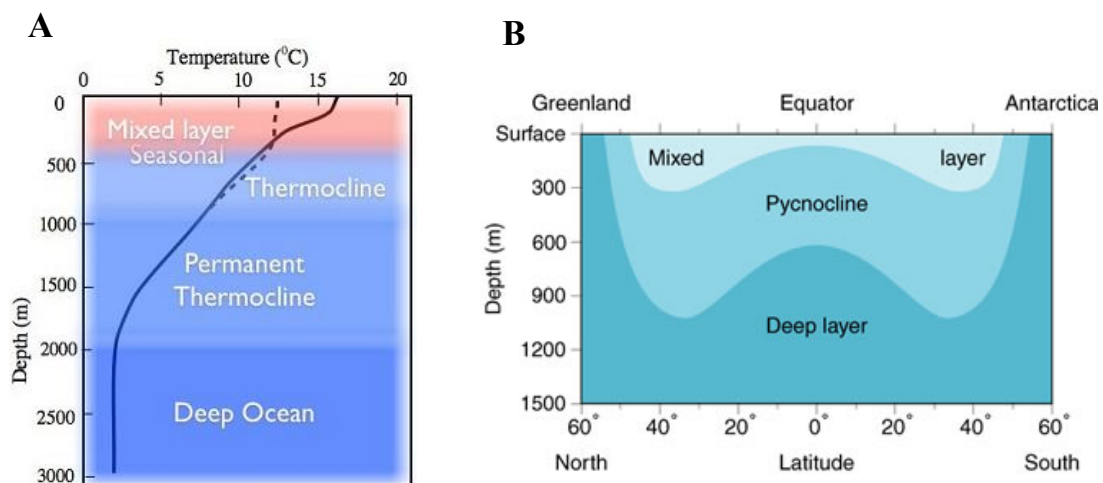 A
Temperature (⁰C)
0 5 10 15 20
0
Mixed layer
Seasonal
500
Thermocline
1000
Permanent
Thermocline
1500
2000
Deep Ocean
2500
3000
Depth (m)
B
Greenland Equator Antarctica
Surface
Mixed layer
300
Pycnocline
600
900
Deep layer
1200
1500
Depth (m)
60° 40° 20° 0° 20° 40° 60°
North Latitude South